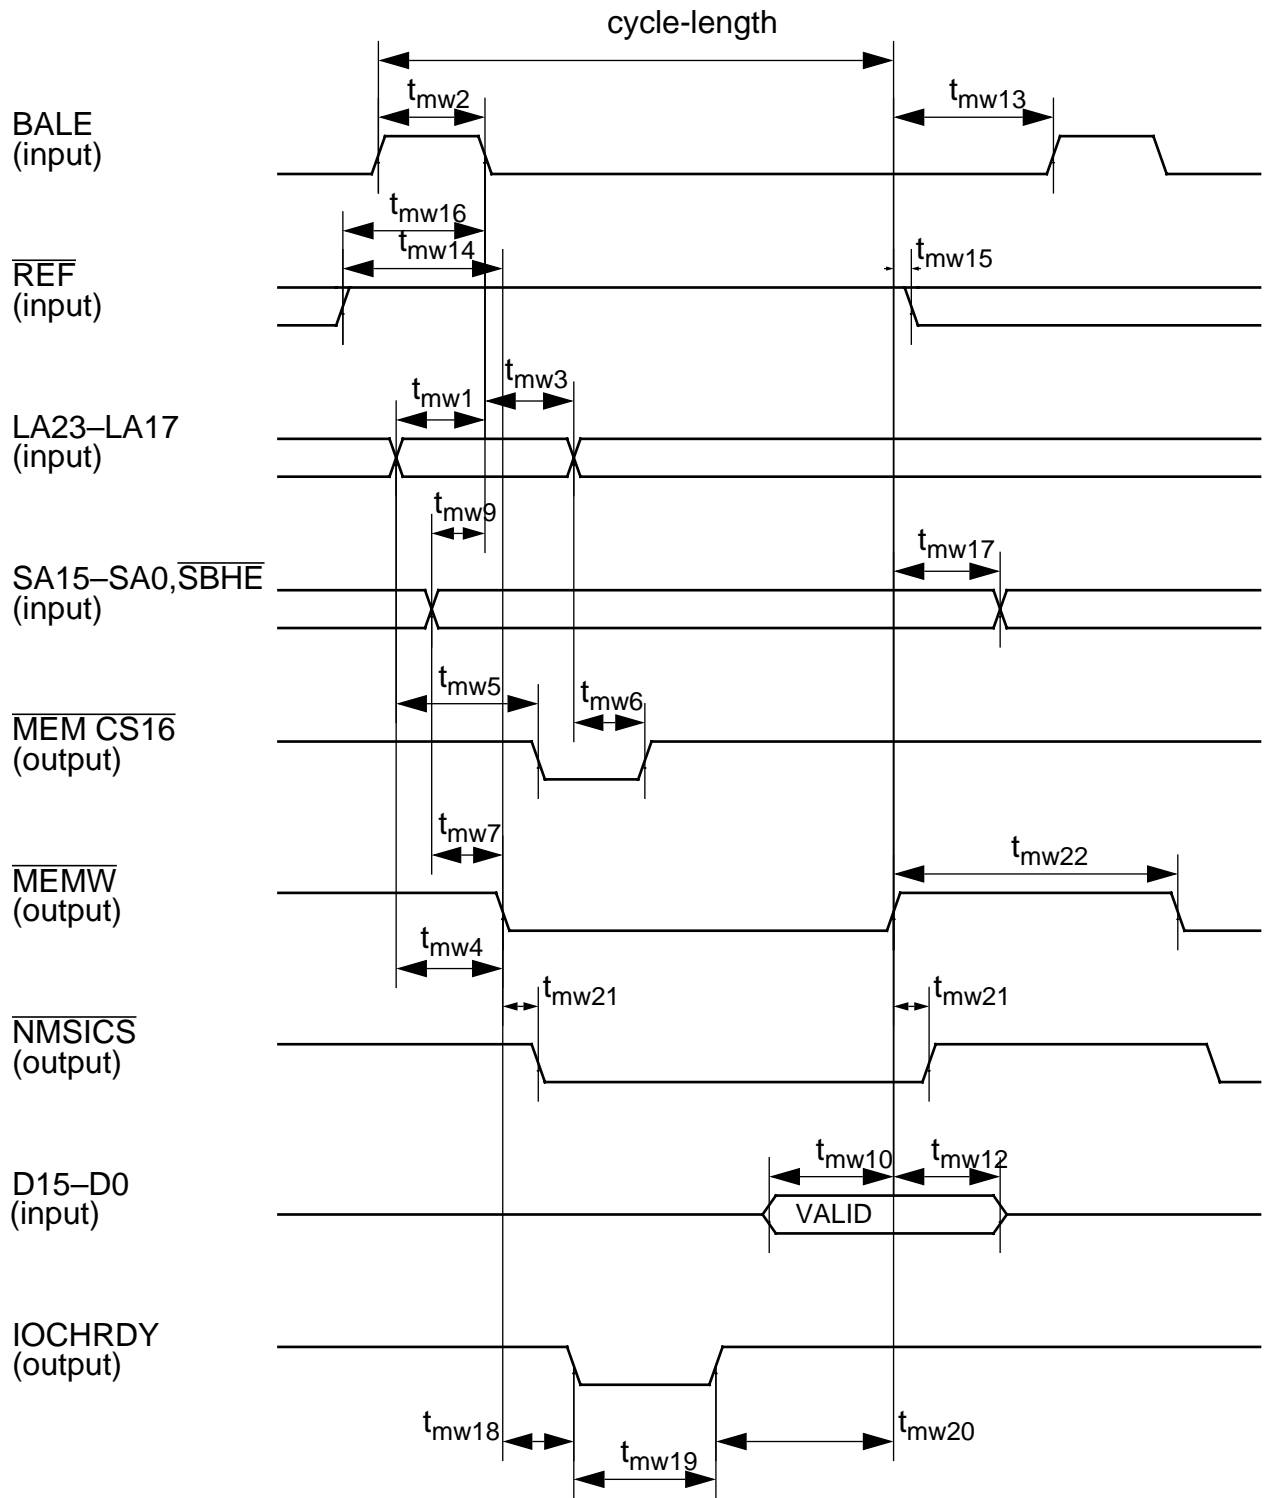 cycle-length
tmw2
tmw13
BALE
(input)
tmw16
tmw14
tmw15
REF
(input)
tmw3
tmw1
LA23–LA17
(input)
tmw9
tmw17
SA15–SA0,SBHE
(input)
tmw5
tmw6
MEM CS16
(output)
tmw7
tmw22
MEMW
(output)
tmw4
tmw21
tmw21
NMSICS
(output)
tmw10
tmw12
D15–D0
(input)
VALID
IOCHRDY
(output)
tmw18
tmw19
tmw20